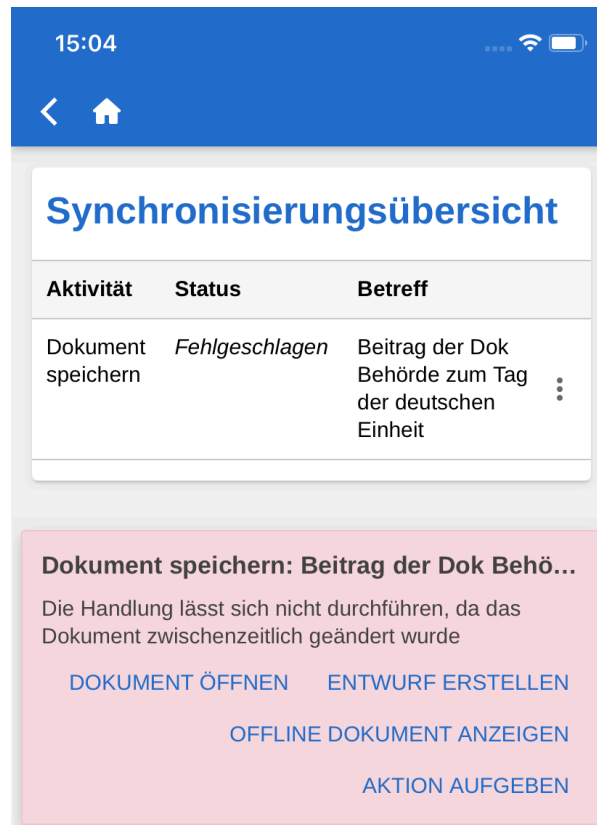 15:04
Synchronisierungsübersicht
Aktivität Status Betreff
Dokument speichern
Fehlgeschlagen
Beitrag der Dok
Behörde zum Tag
der deutschen
Einheit
Dokument speichern: Beitrag der Dok Behö…
Die Handlung lässt sich nicht durchführen, da das
Dokument zwischenzeitlich geändert wurde
DOKUMENT ÖFFNEN ENTWURF ERSTELLEN
OFFLINE DOKUMENT ANZEIGEN
AKTION AUFGEBEN